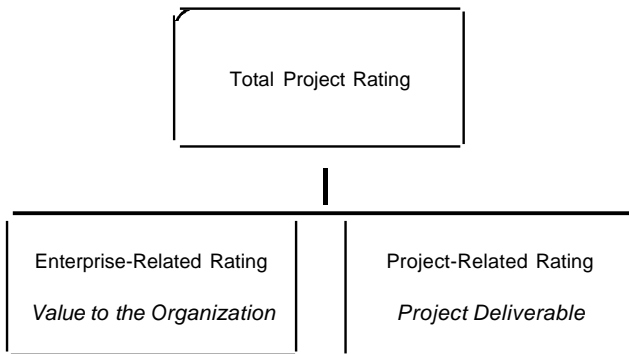 Total Project Rating
Enterprise-Related Rating
Value to the Organization
Project-Related Rating
Project Deliverable